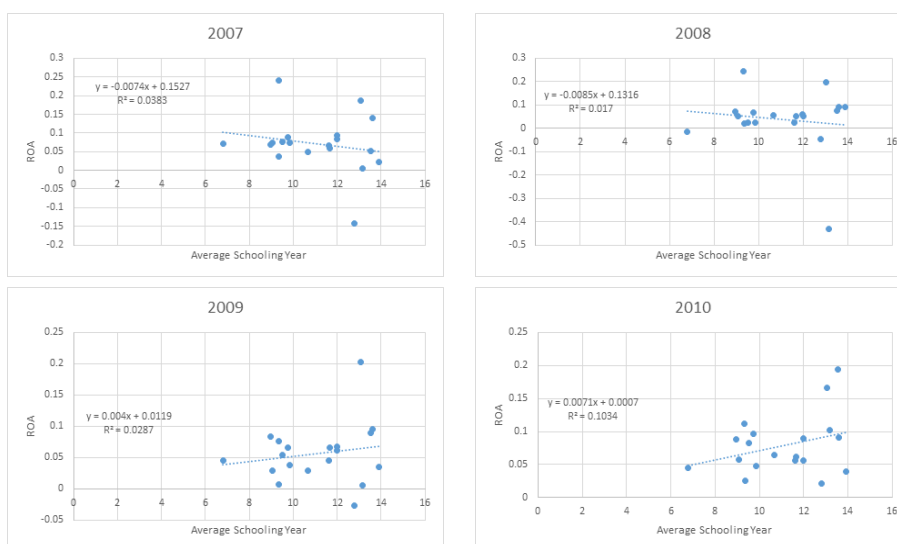 2007
0.3
0.25
0.2
0.15
0.1
0.05
0
-0.05
-0.1
-0.15
-0.2
ROA
y = -0.0074x + 0.1527
R² = 0.0383
0 2 4 6 8 10 12 14 16
Average Schooling Year
2008
0.3
0.2
0.1
0
-0.1
-0.2
-0.3
-0.4
-0.5
ROA
y = -0.0085x + 0.1316
R² = 0.017
0 2 4 6 8 10 12 14 16
Average Schooling Year
2009
0.25
0.2
0.15
0.1
0.05
0
-0.05
ROA
y = 0.004x + 0.0119
R² = 0.0287
0 2 4 6 8 10 12 14 16
Average Schooling Year
2010
0.25
0.2
0.15
0.1
0.05
0
ROA
y = 0.0071x + 0.0007
R² = 0.1034
0 2 4 6 8 10 12 14 16
Average Schooling Year